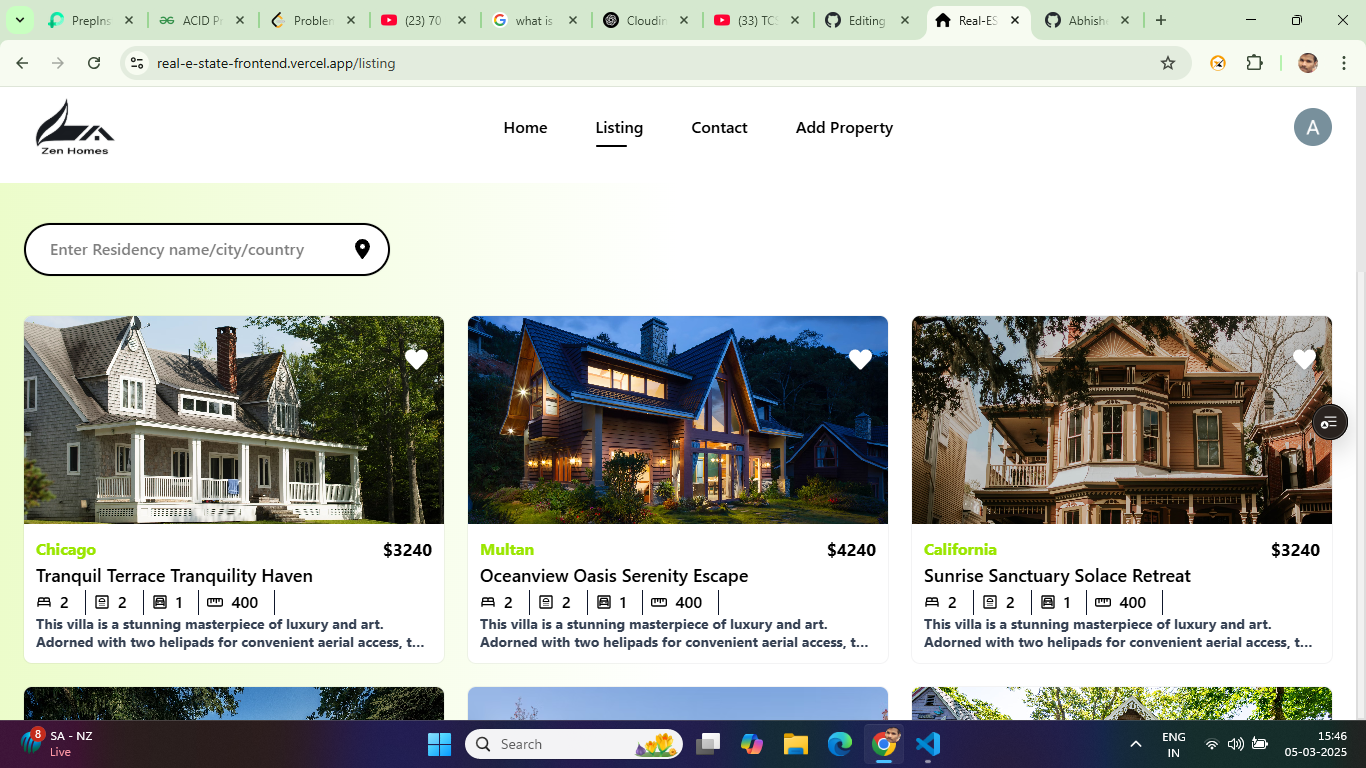 PrepIns
ACID Pr
Problem
(23) 70
what is
Cloudin
(33) TCS
Editing
Real-ES
Abhishe
real-e-state-frontend.vercel.app/listing
Zen Homes
Home
Listing
Contact
Add Property
A
Enter Residency name/city/country
Chicago $3240
Tranquil Terrace Tranquility Haven
2 2 1 400
This villa is a stunning masterpiece of luxury and art.
Adorned with two helipads for convenient aerial access, t...
Multan $4240
Oceanview Oasis Serenity Escape
2 2 1 400
This villa is a stunning masterpiece of luxury and art.
Adorned with two helipads for convenient aerial access, t...
California $3240
Sunrise Sanctuary Solace Retreat
2 2 1 400
This villa is a stunning masterpiece of luxury and art.
Adorned with two helipads for convenient aerial access, t...
8
SA - NZ
Live
Search
ENG
IN
15:46
05-03-2025